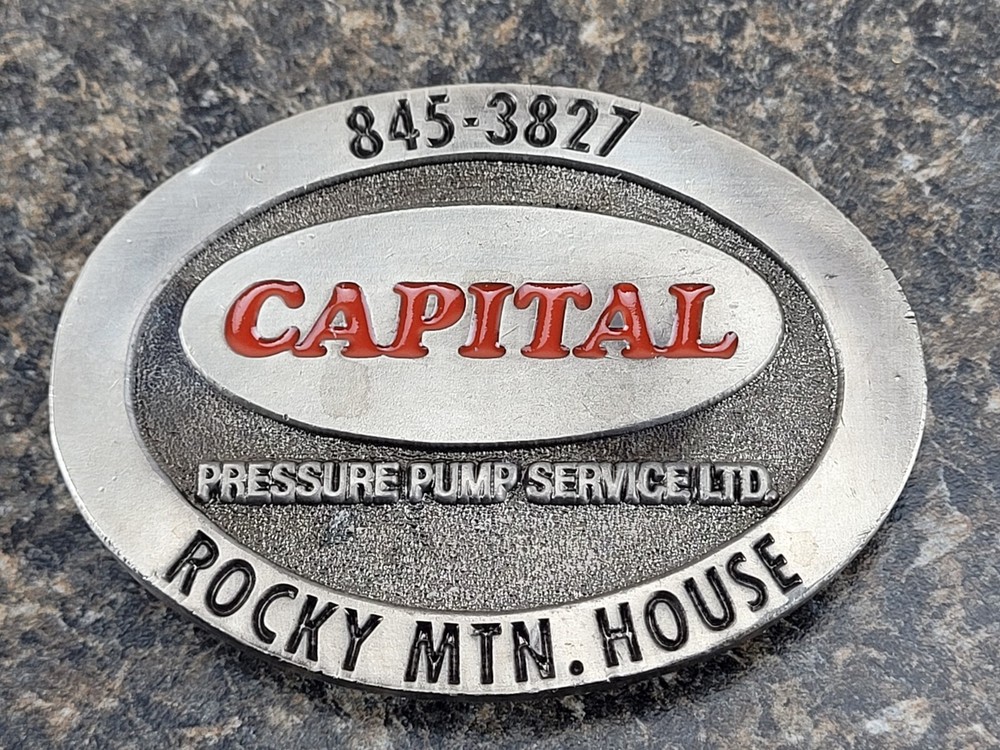 845-3827
CAPITAL
PRESSURE PUMP SERVICE LTD.
ROCKY MTN. HOUSE